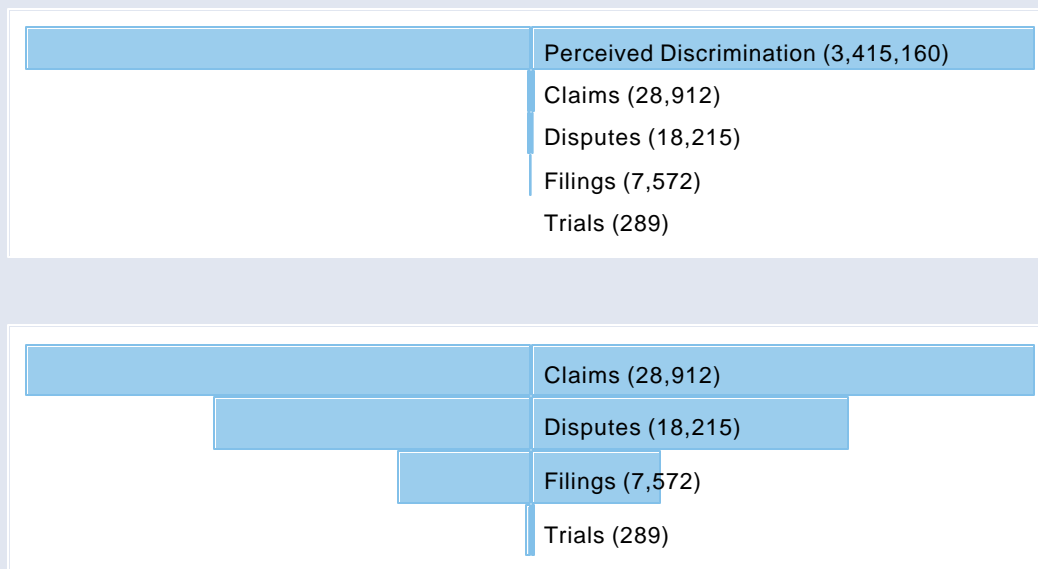 Perceived Discrimination (3,415,160)
Claims (28,912)
Disputes (18,215)
Filings (7,572)
Trials (289)
Claims (28,912)
Disputes (18,215)
Filings (7,572)
Trials (289)